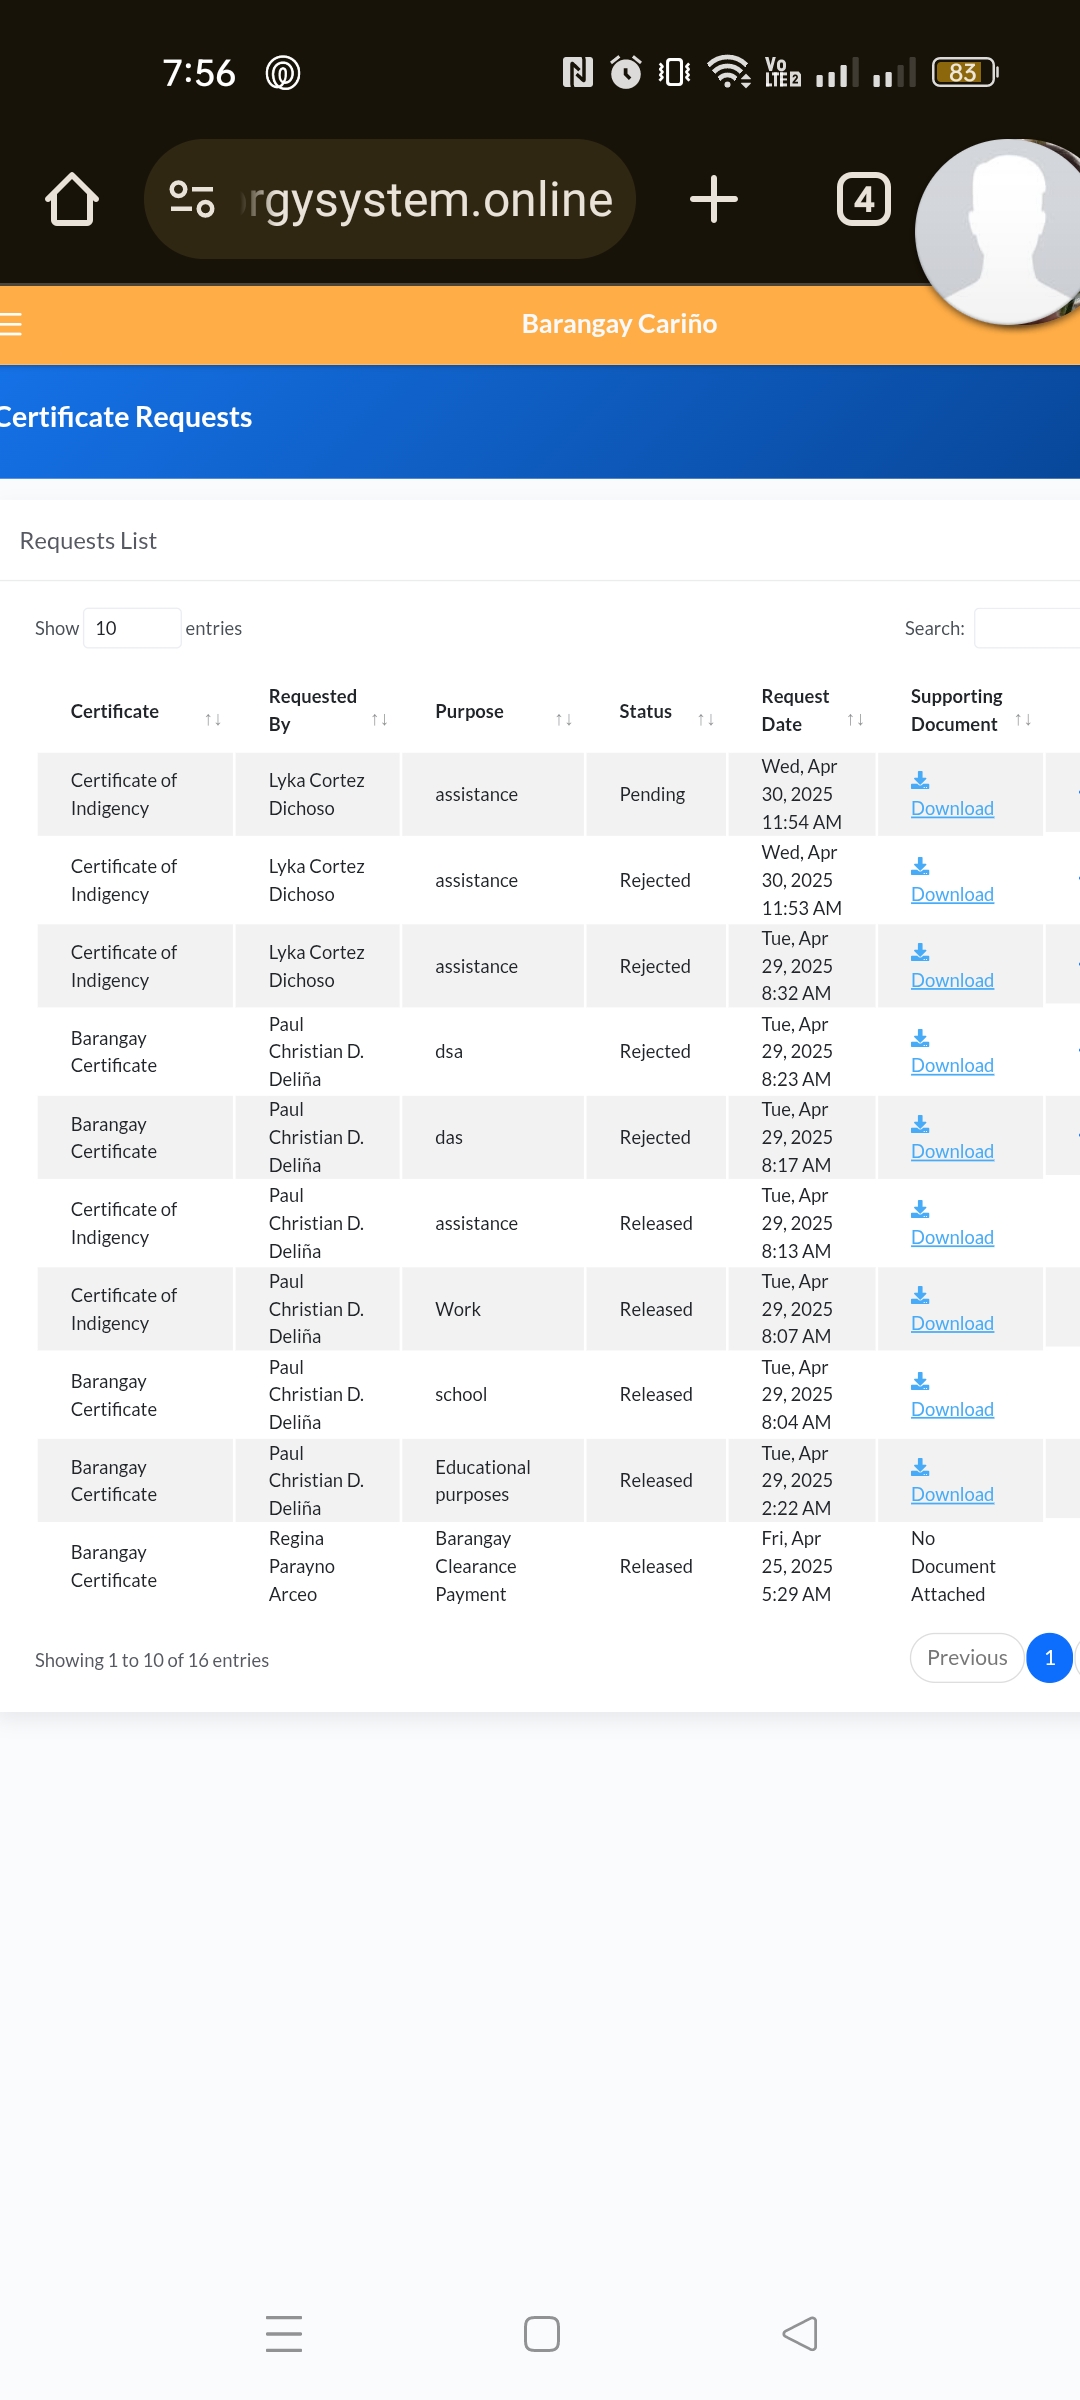 7:56
Vo
LTE 2
83
rgysystem.online
4
Barangay Cariño
Certificate Requests
Requests List
Show 10 entries
Search:
Certificate
Requested
By
Purpose
Status
Request
Date
Supporting
Document
Certificate of
Indigency
Lyka Cortez
Dichoso
assistance
Pending
Wed, Apr
30, 2025
11:54 AM
Download
Certificate of
Indigency
Lyka Cortez
Dichoso
assistance
Rejected
Wed, Apr
30, 2025
11:53 AM
Download
Certificate of
Indigency
Lyka Cortez
Dichoso
assistance
Rejected
Tue, Apr
29, 2025
8:32 AM
Download
Barangay
Certificate
Paul
Christian D.
Deliña
dsa
Rejected
Tue, Apr
29, 2025
8:23 AM
Download
Barangay
Certificate
Paul
Christian D.
Deliña
das
Rejected
Tue, Apr
29, 2025
8:17 AM
Download
Certificate of
Indigency
Paul
Christian D.
Deliña
assistance
Released
Tue, Apr
29, 2025
8:13 AM
Download
Certificate of
Indigency
Paul
Christian D.
Deliña
Work
Released
Tue, Apr
29, 2025
8:07 AM
Download
Barangay
Certificate
Paul
Christian D.
Deliña
school
Released
Tue, Apr
29, 2025
8:04 AM
Download
Barangay
Certificate
Paul
Christian D.
Deliña
Educational
purposes
Released
Tue, Apr
29, 2025
2:22 AM
Download
Barangay
Certificate
Regina
Parayno
Arceo
Barangay
Clearance
Payment
Released
Fri, Apr
25, 2025
5:29 AM
No
Document
Attached
Showing 1 to 10 of 16 entries
Previous
1